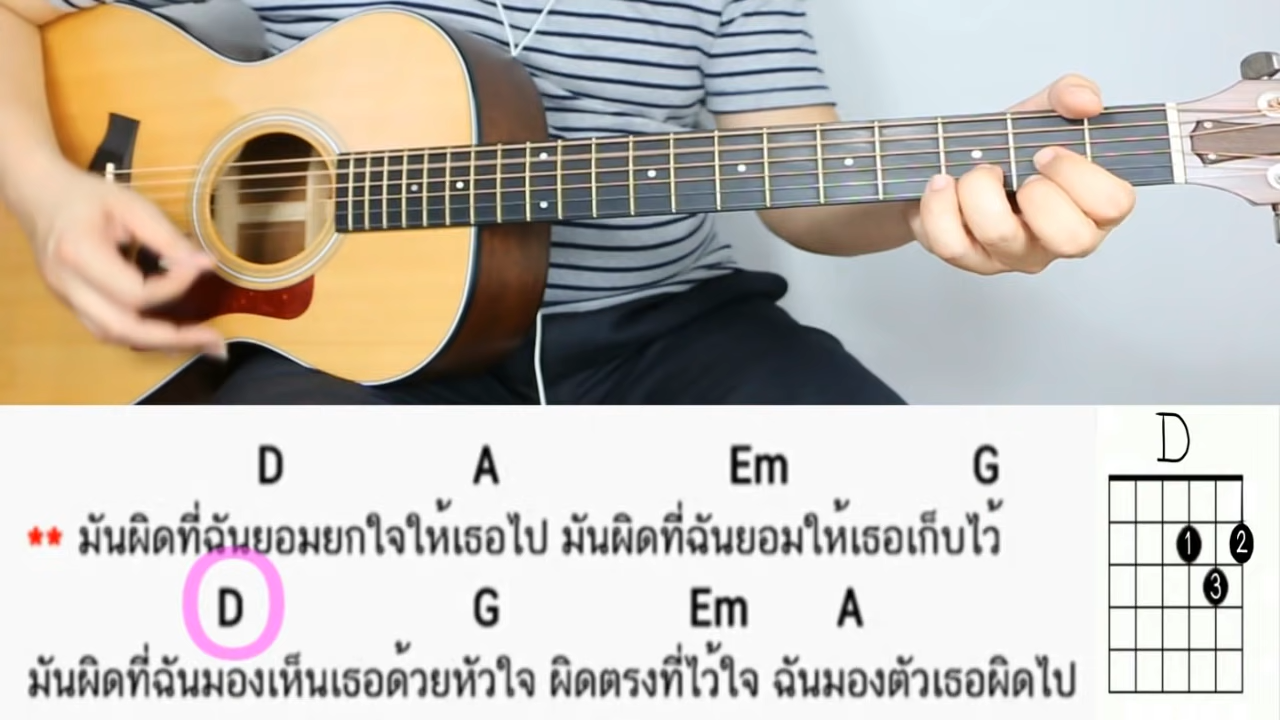 D A Em G
** มันผิดที่ฉันยอมยกใจให้เธอไป มันผิดที่ฉันยอมให้เธอเก็บไว้
D G Em A
มันผิดที่ฉันมองเห็นเธอด้วยหัวใจ ผิดตรงที่ไว้ใจ ฉันมองตัวเธอผิดไป
D
1 2
3